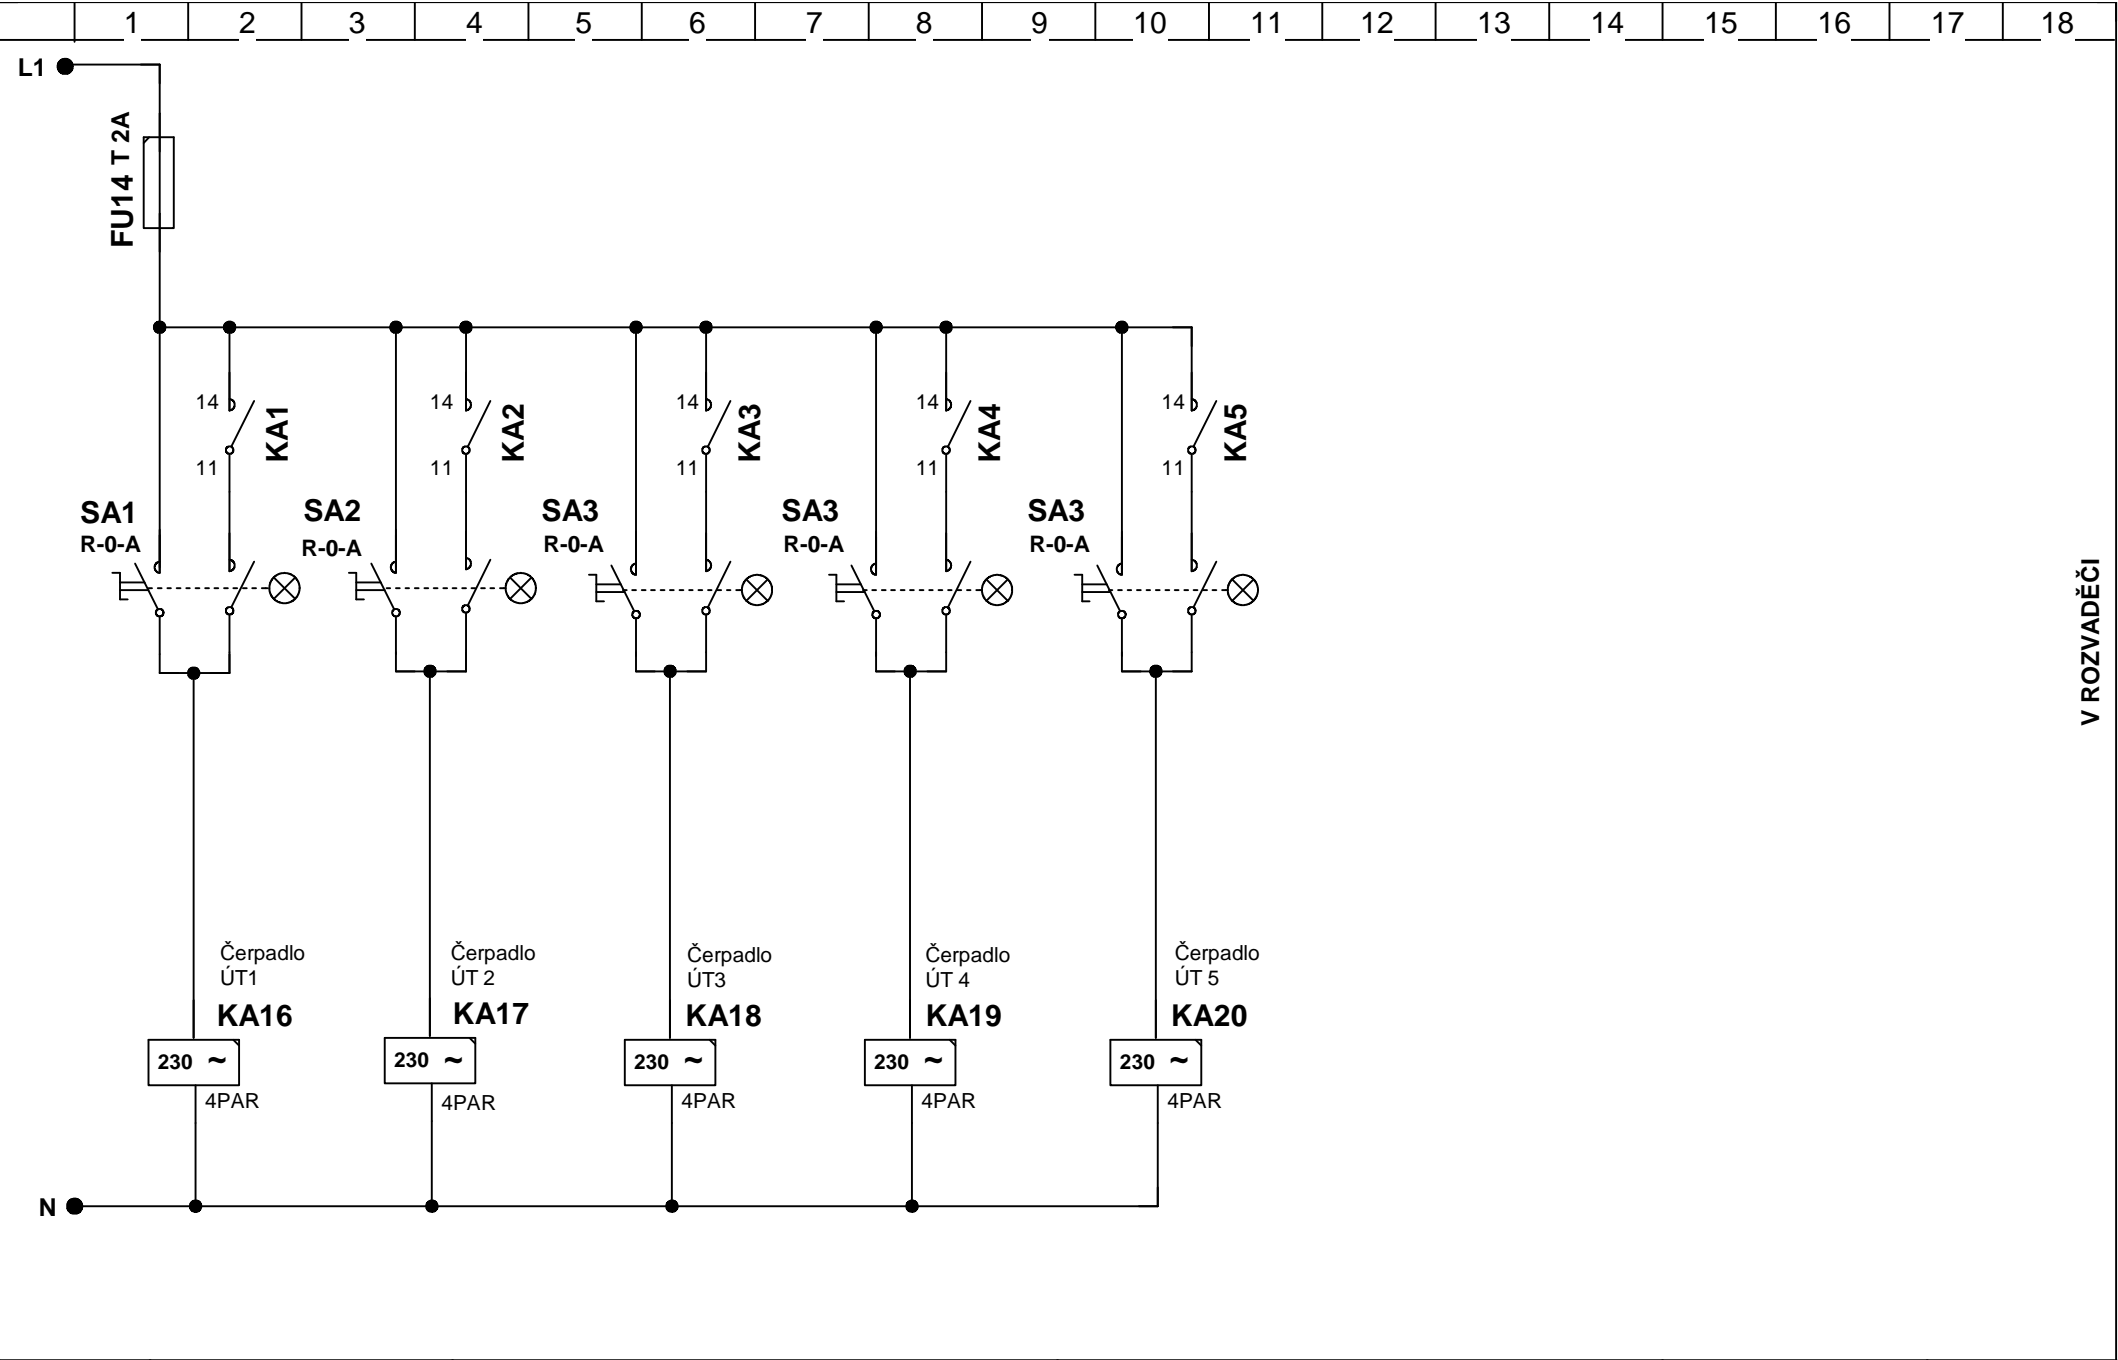 1 2 3 4 5 6 7 8 9 10 11 12 13 14 15 16 17 18
L1
FU14 T 2A
14 14 14 14 14
KA1 KA2 KA3 KA4 KA5
11 11 11 11 11
SA1 SA2 SA3 SA3 SA3
R-0-A R-0-A R-0-A R-0-A R-0-A
V ROZVADĚČI
Čerpadlo Čerpadlo Čerpadlo Čerpadlo Čerpadlo
ÚT1 ÚT 2 ÚT3 ÚT 4 ÚT 5
KA16 KA17 KA18 KA19 KA20
230 ~ 230 ~ 230 ~ 230 ~ 230 ~
4PAR 4PAR 4PAR 4PAR 4PAR
N